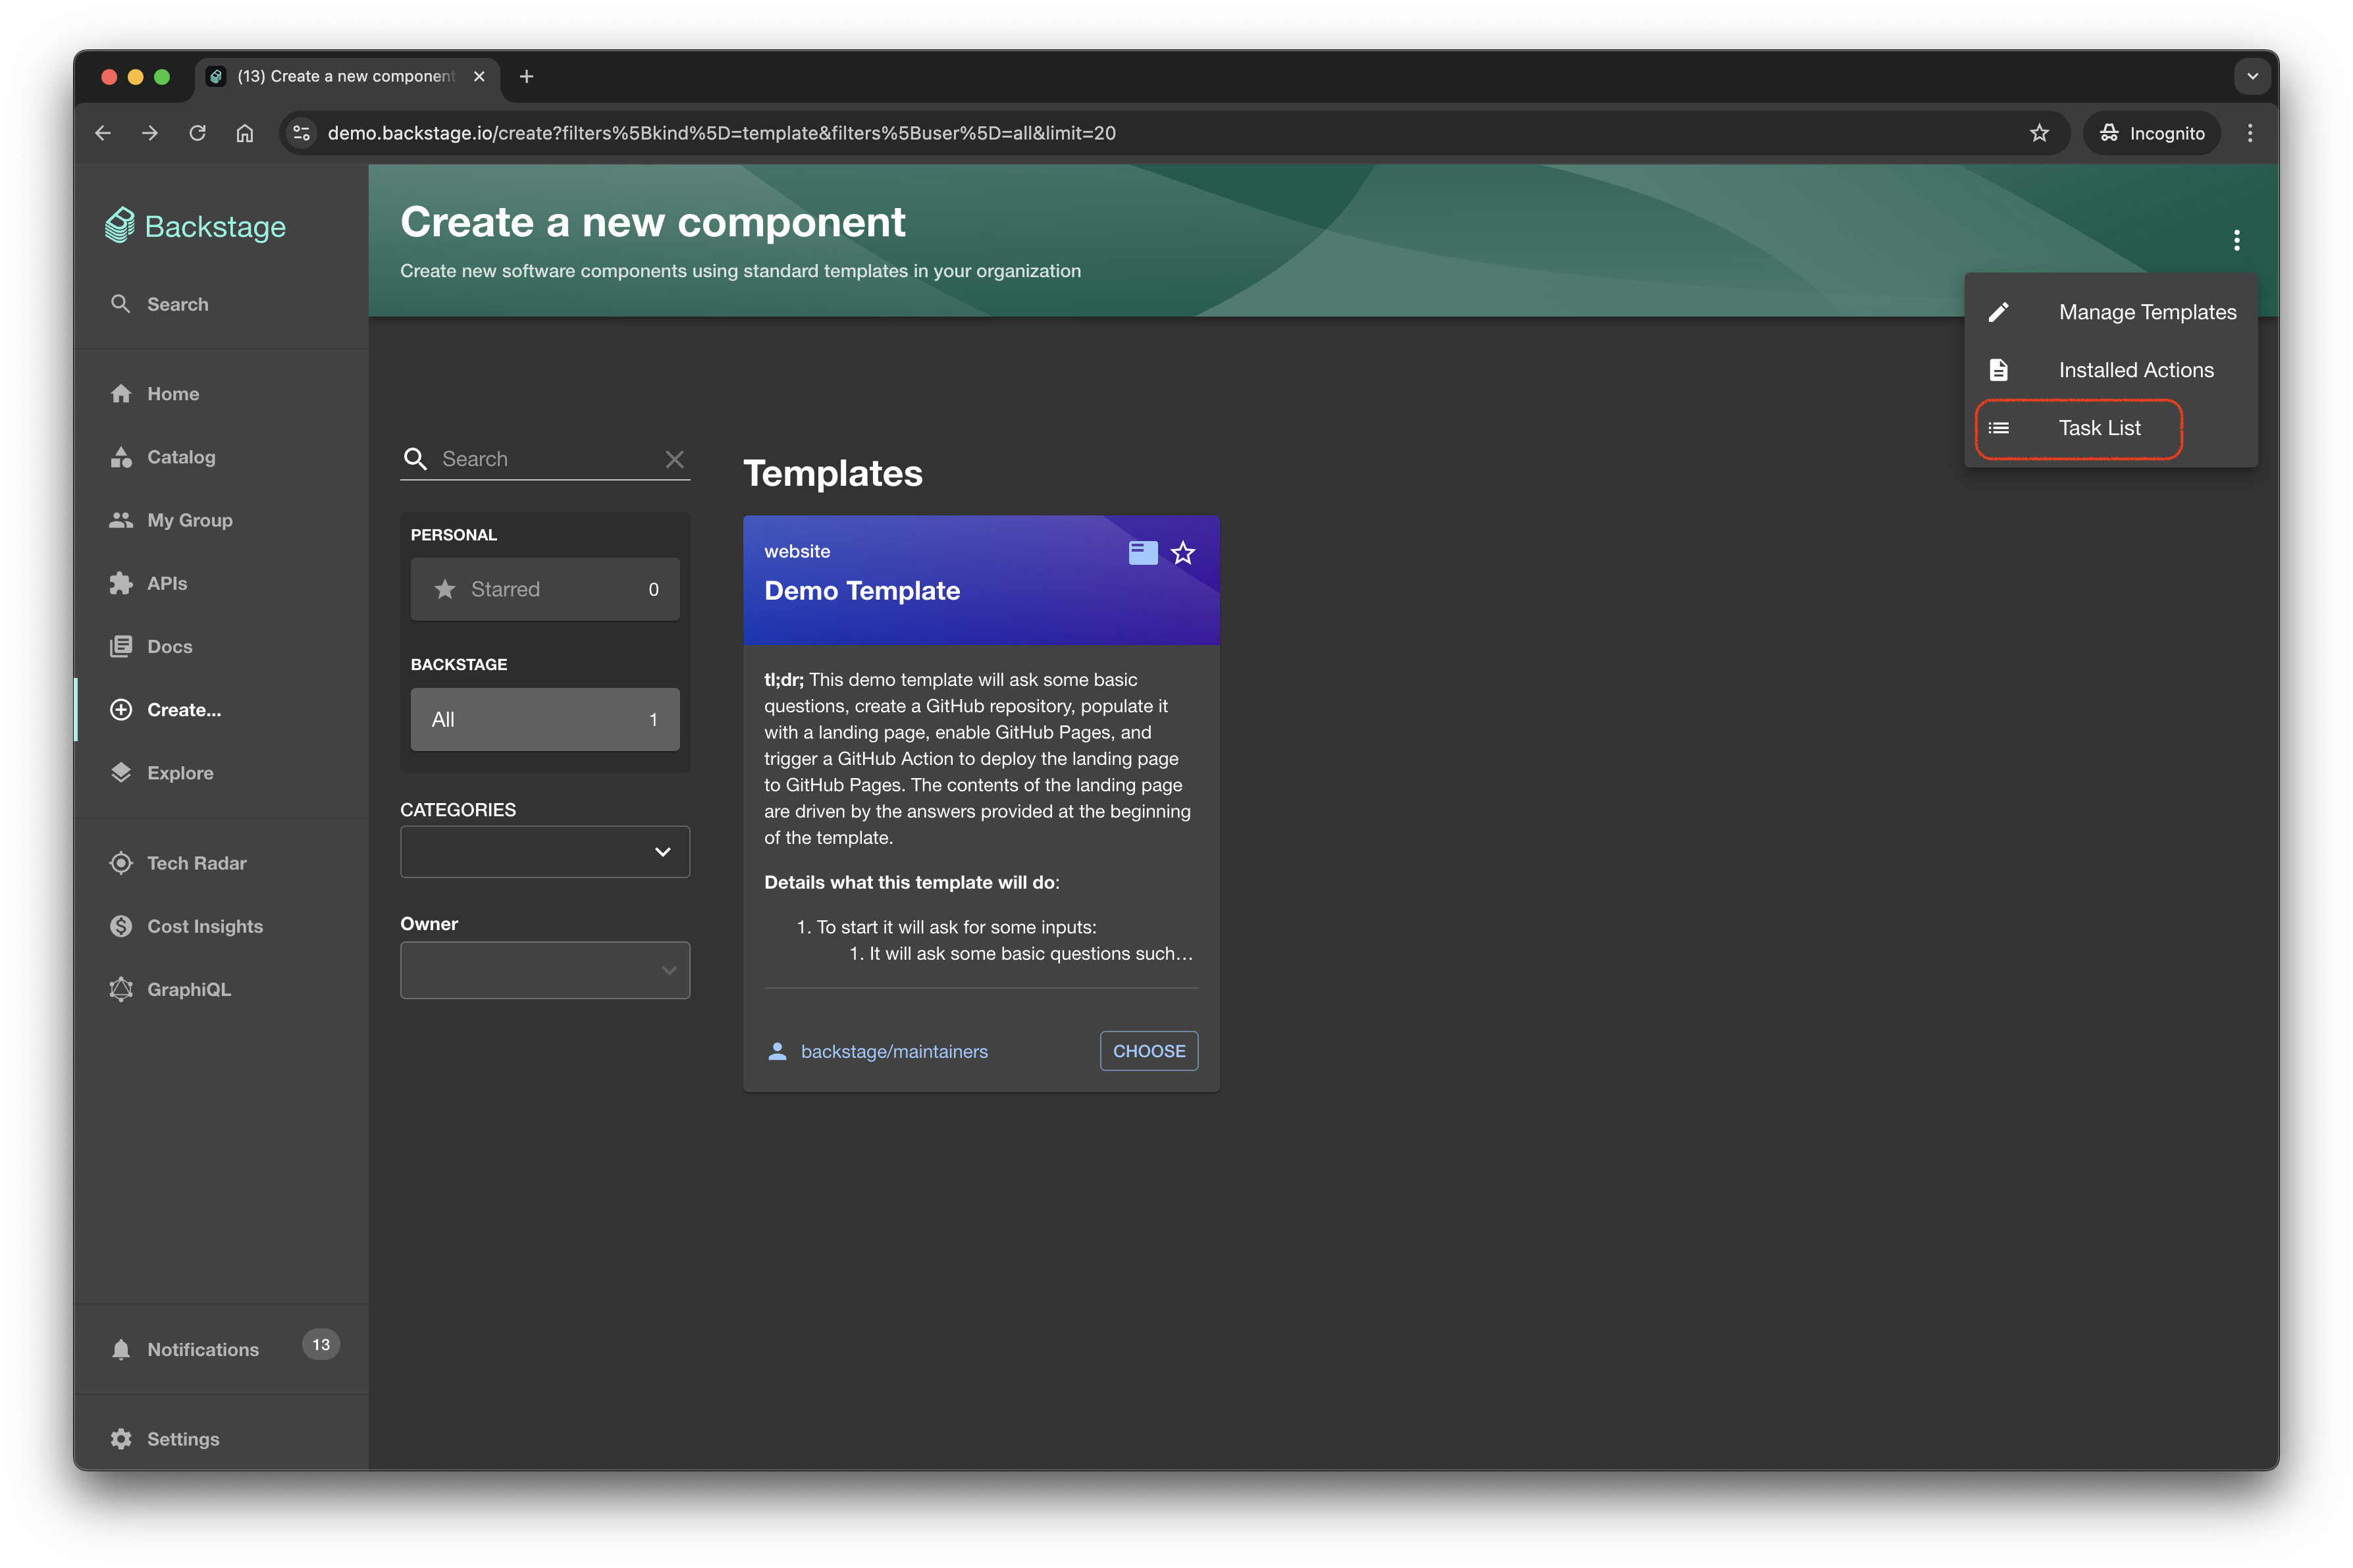 (13) Create a new component
demo.backstage.io/create?filters%5Bkind%5D=template&filters%5Buser%5D=all&limit=20
Incognito
Backstage
Search
Home
Catalog
My Group
APIs
Docs
Create...
Explore
Tech Radar
Cost Insights
GraphiQL
Notifications
13
Settings
Create a new component
Create new software components using standard templates in your organization
Manage Templates
Installed Actions
Task List
Search
PERSONAL
Starred 0
BACKSTAGE
All 1
CATEGORIES
Owner
Templates
website
Demo Template
tl;dr; This demo template will ask some basic
questions, create a GitHub repository, populate it
with a landing page, enable GitHub Pages, and
trigger a GitHub Action to deploy the landing page
to GitHub Pages. The contents of the landing page
are driven by the answers provided at the beginning
of the template.
Details what this template will do:
1. To start it will ask for some inputs:
1. It will ask some basic questions such...
backstage/maintainers
CHOOSE